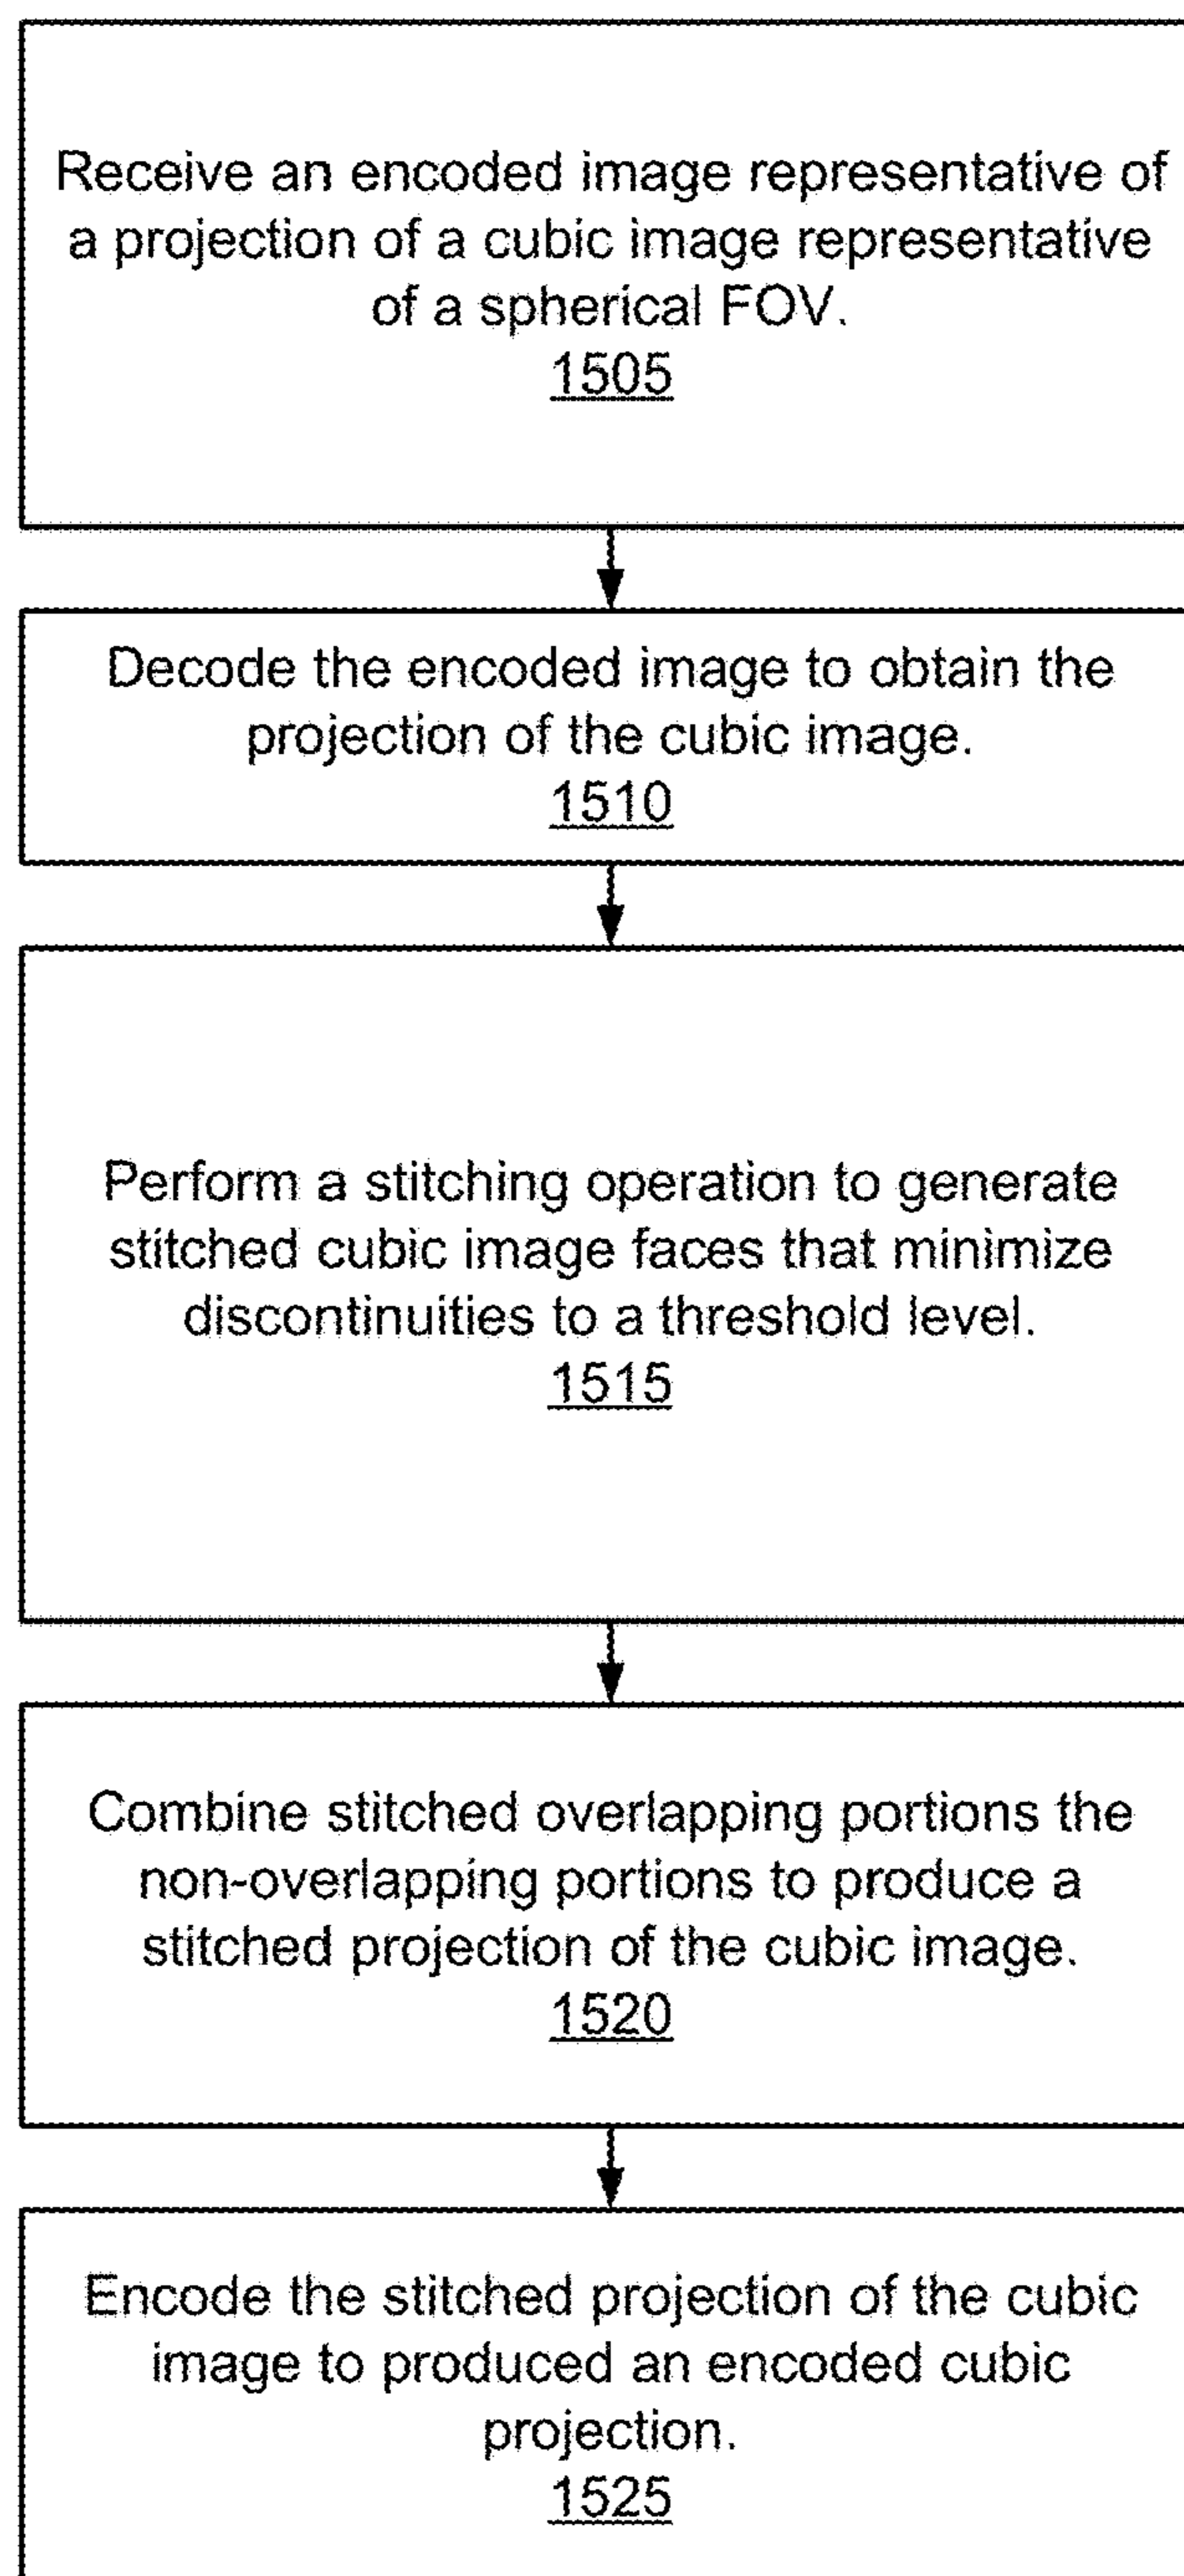 Receive an encoded image representative of
a projection of a cubic image representative
of a spherical FOV.
1505
Decode the encoded image to obtain the
projection of the cubic image.
1510
Perform a stitching operation to generate
stitched cubic image faces that minimize
discontinuities to a threshold level.
1515
Combine stitched overlapping portions the
non-overlapping portions to produce a
stitched projection of the cubic image.
1520
Encode the stitched projection of the cubic
image to produced an encoded cubic
projection.
1525